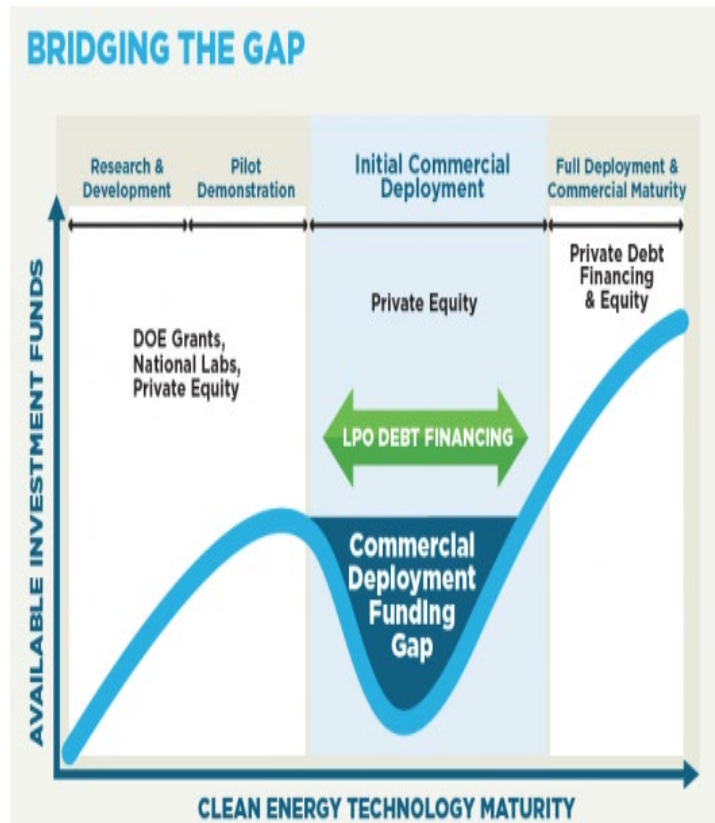 BRIDGING THE GAP
Research &
Development
Pilot
Demonstration
Initial Commercial
Deployment
Full Deployment &
Commercial Maturity
DOE Grants,
National Labs,
Private Equity
Private Equity
Private Debt
Financing
& Equity
LPO DEBT FINANCING
Commercial
Deployment
Funding
Gap
AVAILABLE INVESTMENT FUNDS
CLEAN ENERGY TECHNOLOGY MATURITY